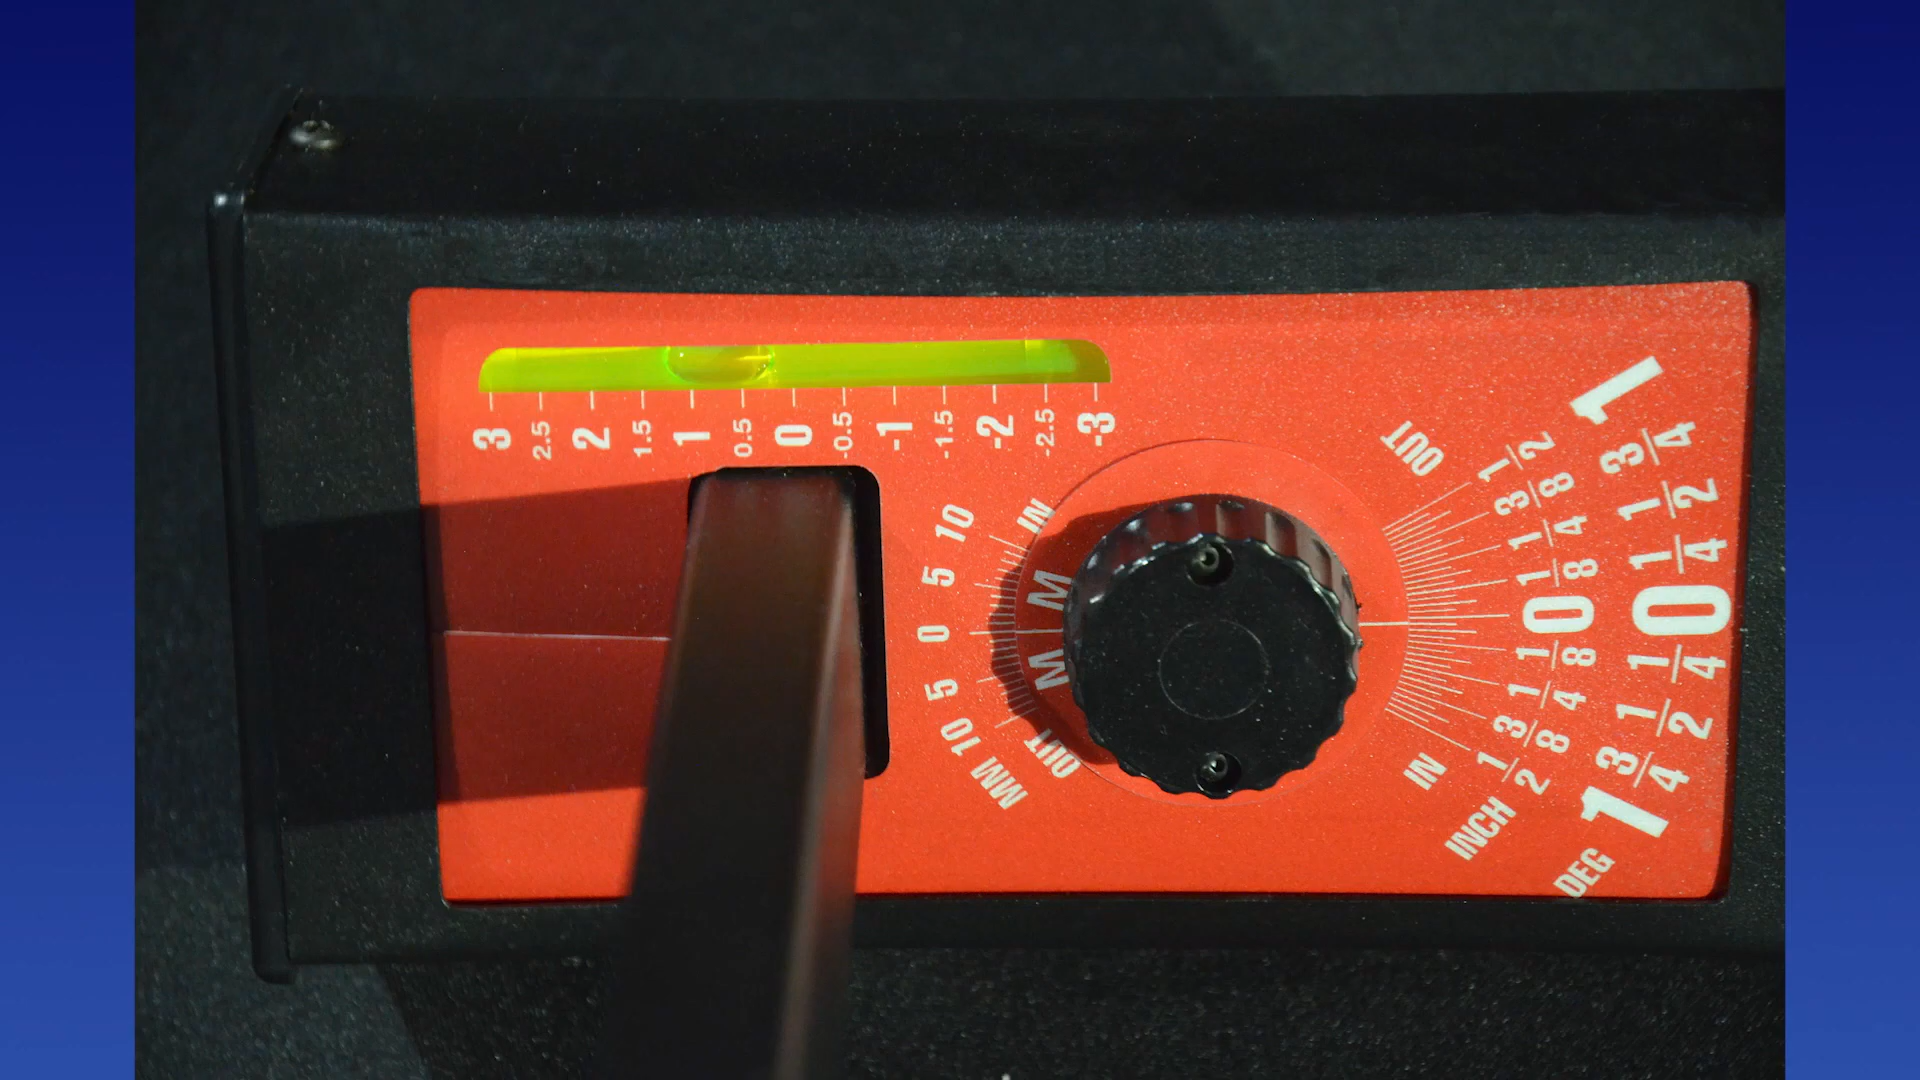 3 2.5 2 1.5 1 0.5 0 -0.5 -1 -1.5 -2 -2.5 -3
IN
10 5 0 5 10 MM
M M
OUT
OUT
1/2 3/8 1/4 1/8 0 1/8 1/4 3/8 1/2 INCH
IN
1 3/4 1/2 1/4 0 1/4 1/2 3/4 1 DEG